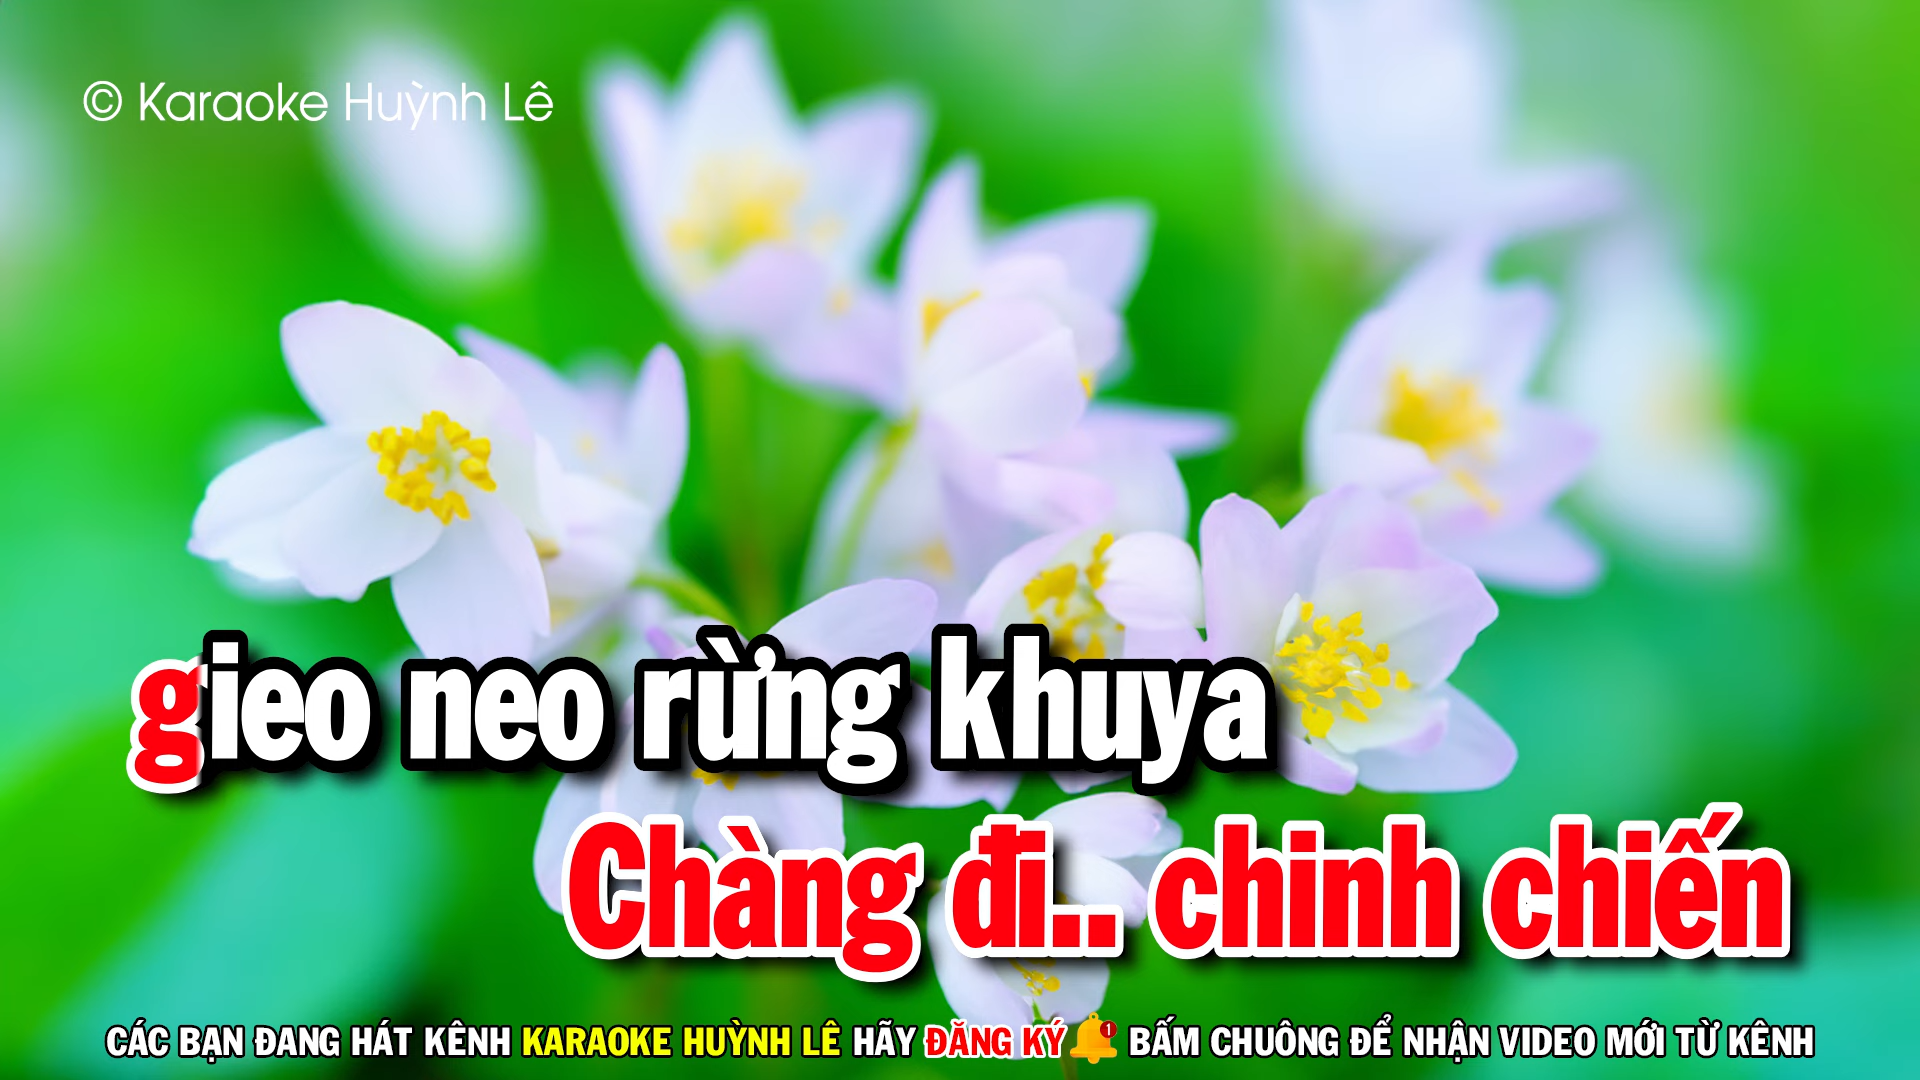 © Karaoke Huỳnh Lê
gieo neo rừng khuya
Chàng đi.. chinh chiến
CÁC BẠN ĐANG HÁT KÊNH KARAOKE HUỲNH LÊ HÃY ĐĂNG KÝ 1 BẤM CHUÔNG ĐỂ NHẬN VIDEO MỚI TỪ KÊNH